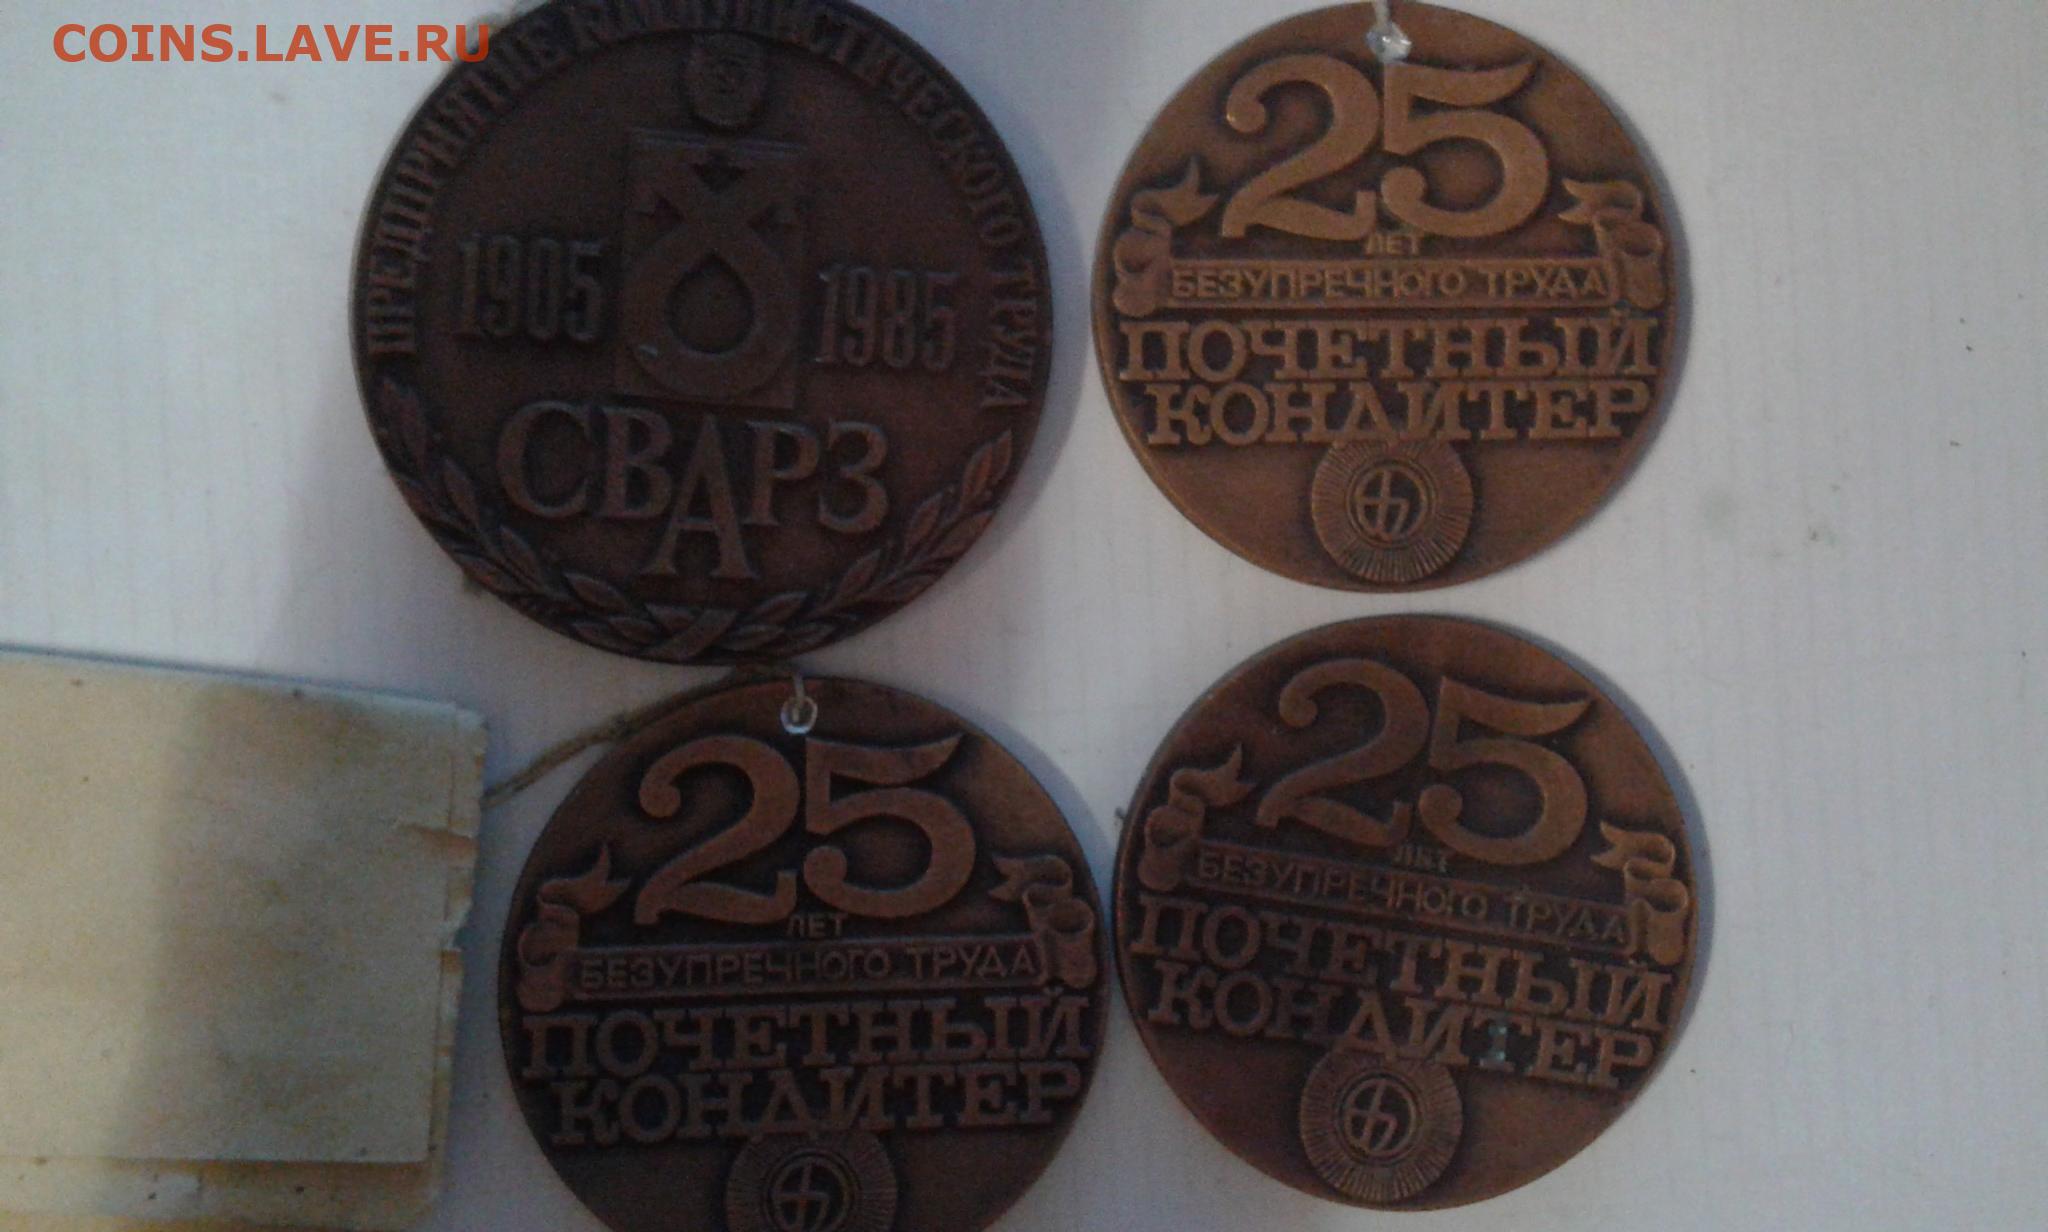 COINS.LAVE.RU
ПРЕДПРИЯТИЕ КОММУНИСТИЧЕСКОГО ТРУДА
1905 1985
СВАРЗ
25
ЛЕТ
БЕЗУПРЕЧНОГО ТРУДА
ПОЧЕТНЫЙ
КОНДИТЕР
25
ЛЕТ
БЕЗУПРЕЧНОГО ТРУДА
ПОЧЕТНЫЙ
КОНДИТЕР
25
ЛЕТ
БЕЗУПРЕЧНОГО ТРУДА
ПОЧЕТНЫЙ
КОНДИТЕР